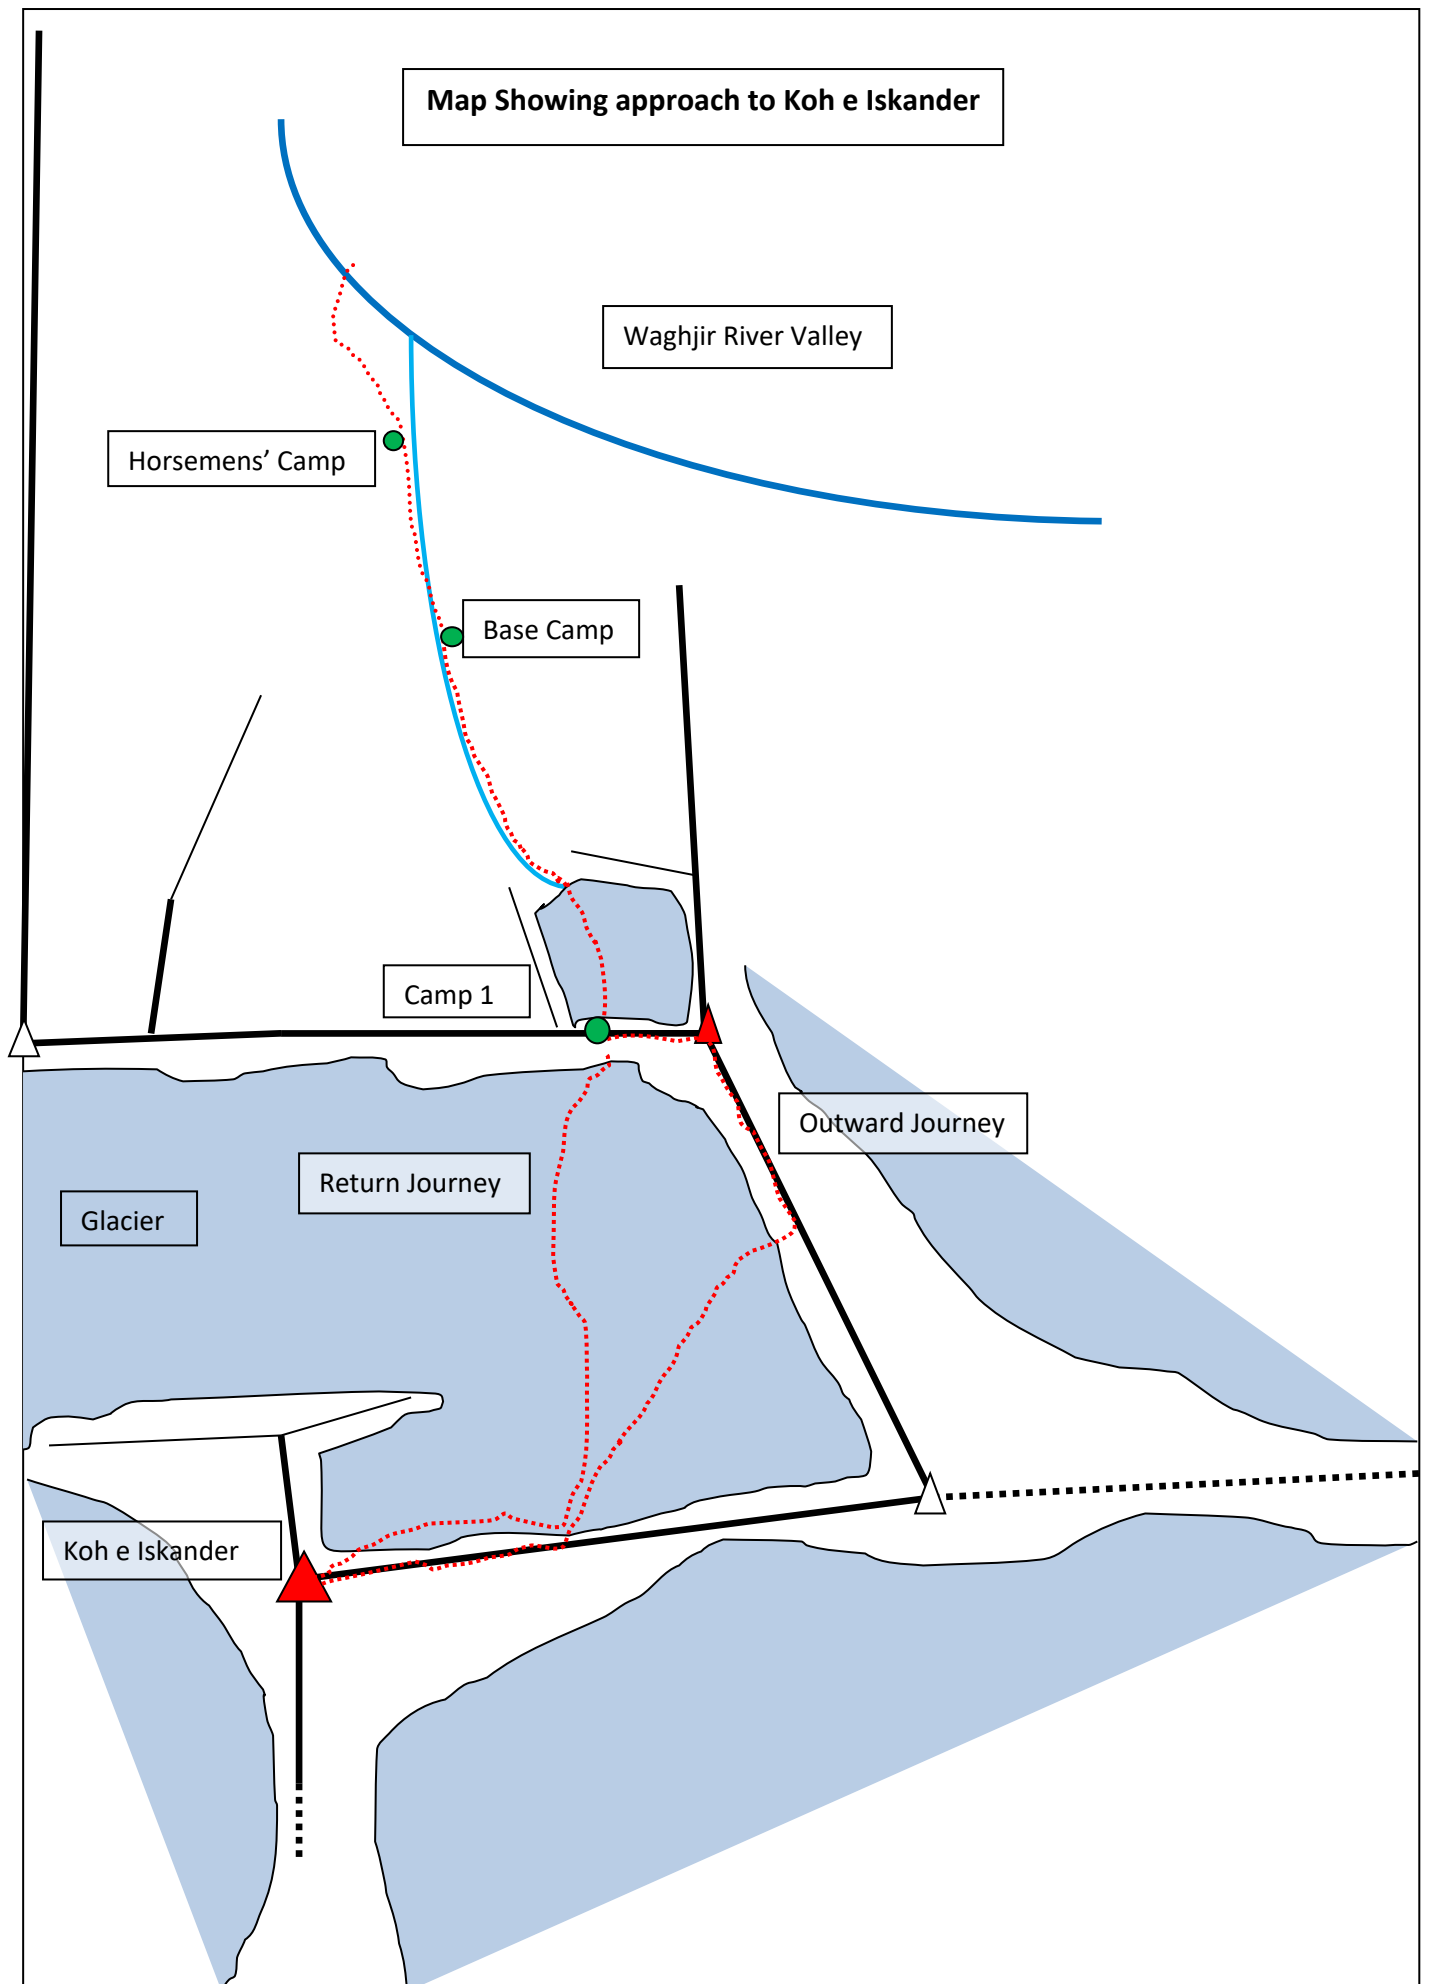 Map Showing approach to Koh e Iskander
Waghjir River Valley
Horsemens’ Camp
Base Camp
Camp 1
Outward Journey
Return Journey
Glacier
Koh e Iskander